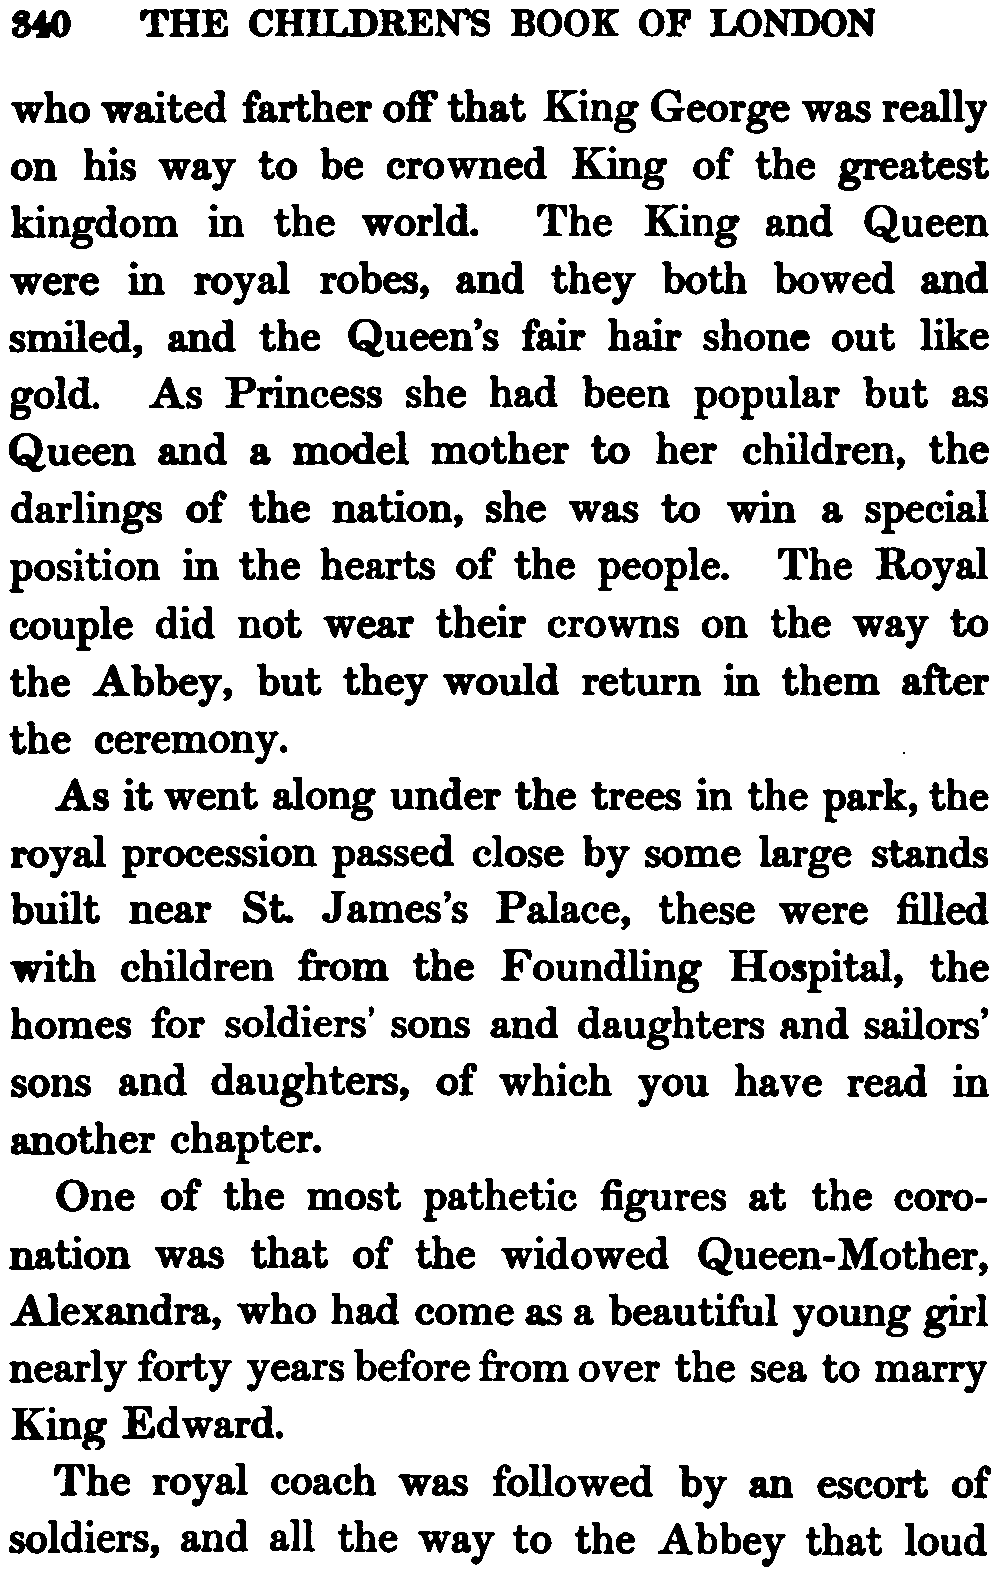 340 THE CHILDREN'S BOOK OF LONDON
who waited farther off that King George was really
on his way to be crowned King of the greatest
kingdom in the world. The King and Queen
were in royal robes, and they both bowed and
smiled, and the Queen's fair hair shone out like
gold. As Princess she had been popular but as
Queen and a model mother to her children, the
darlings of the nation, she was to win a special
position in the hearts of the people. The Royal
couple did not wear their crowns on the way to
the Abbey, but they would return in them after
the ceremony.
As it went along under the trees in the park, the
royal procession passed close by some large stands
built near St. James's Palace, these were filled
with children from the Foundling Hospital, the
homes for soldiers' sons and daughters and sailors'
sons and daughters, of which you have read in
another chapter.
One of the most pathetic figures at the coro-
nation was that of the widowed Queen-Mother,
Alexandra, who had come as a beautiful young girl
nearly forty years before from over the sea to marry
King Edward.
The royal coach was followed by an escort of
soldiers, and all the way to the Abbey that loud